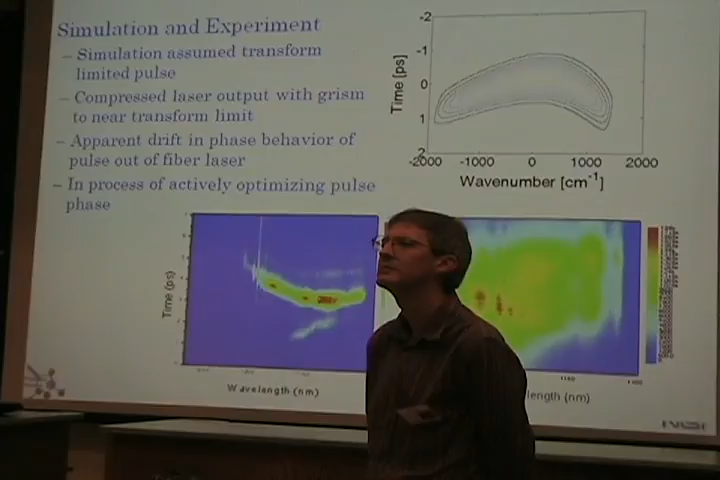 Simulation and Experiment
– Simulation assumed transform
limited pulse
– Compressed laser output with grism
to near transform limit
– Apparent drift in phase behavior of
pulse out of fiber laser
– In process of actively optimizing pulse
phase
-2
-1
0
1
2
Time [ps]
-2000 -1000 0 1000 2000
Wavenumber [cm-1]
Time (ps)
Wavelength (nm)
length (nm)